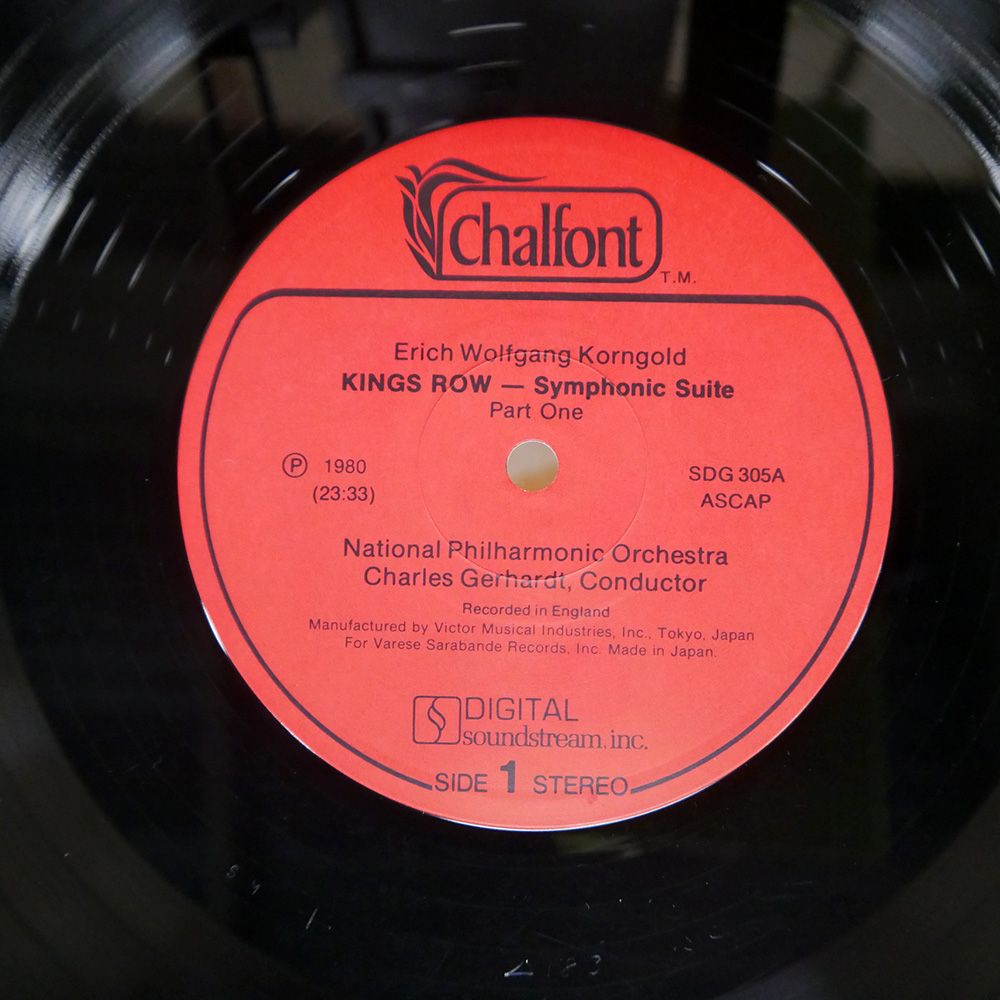 Chalfont
T.M.
Erich Wolfgang Korngold
KINGS ROW — Symphonic Suite
Part One
Ⓟ 1980
(23:33)
SDG 305A
ASCAP
National Philharmonic Orchestra
Charles Gerhardt, Conductor
Recorded in England
Manufactured by Victor Musical Industries, Inc., Tokyo, Japan
For Varese Sarabande Records, Inc. Made in Japan.
DIGITAL
soundstream, inc.
SIDE 1 STEREO